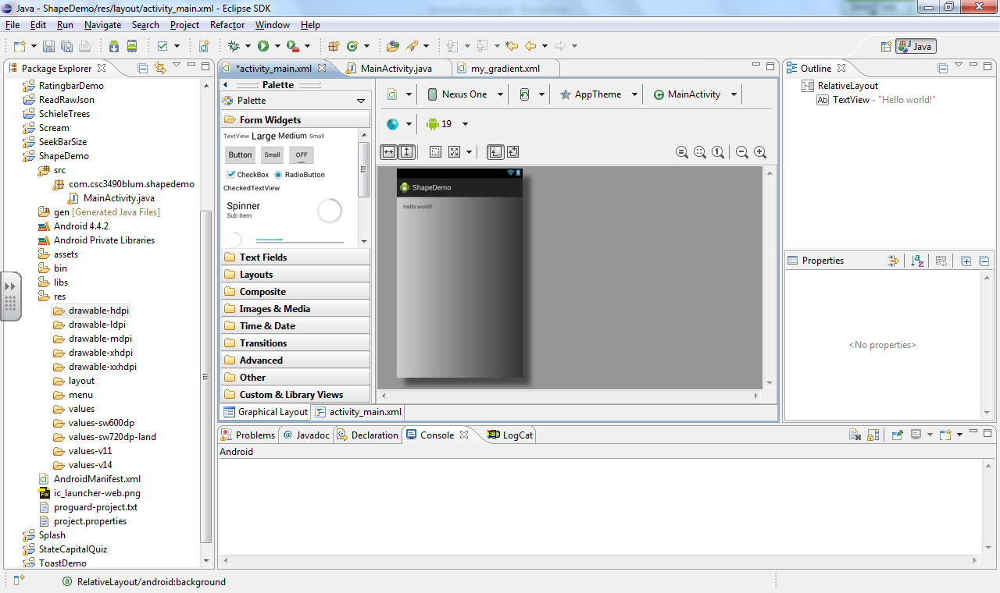 Java - ShapeDemo/res/layout/activity_main.xml - Eclipse SDK
File Edit Run Navigate Search Project Refactor Window Help
Java
Package Explorer
RatingbarDemo
ReadRawJson
SchieleTrees
Scream
SeekBarSize
ShapeDemo
src
com.csc3490blum.shapedemo
MainActivity.java
gen [Generated Java Files]
Android 4.4.2
Android Private Libraries
assets
bin
libs
res
drawable-hdpi
drawable-ldpi
drawable-mdpi
drawable-xhdpi
drawable-xxhdpi
layout
menu
values
values-sw600dp
values-sw720dp-land
values-v11
values-v14
AndroidManifest.xml
ic_launcher-web.png
proguard-project.txt
project.properties
Splash
StateCapitalQuiz
ToastDemo
*activity_main.xml MainActivity.java my_gradient.xml
Palette
Palette
Form Widgets
TextView Large Medium Small
Button Small OFF
CheckBox RadioButton
CheckedTextView
Spinner
Sub Item
Text Fields
Layouts
Composite
Images & Media
Time & Date
Transitions
Advanced
Other
Custom & Library Views
Nexus One AppTheme MainActivity
19
1
ShapeDemo
Hello world!
Graphical Layout activity_main.xml
Outline
RelativeLayout
Ab TextView - "Hello world!"
Properties
<No properties>
Problems @ Javadoc Declaration Console LogCat
Android
RelativeLayout/android:background